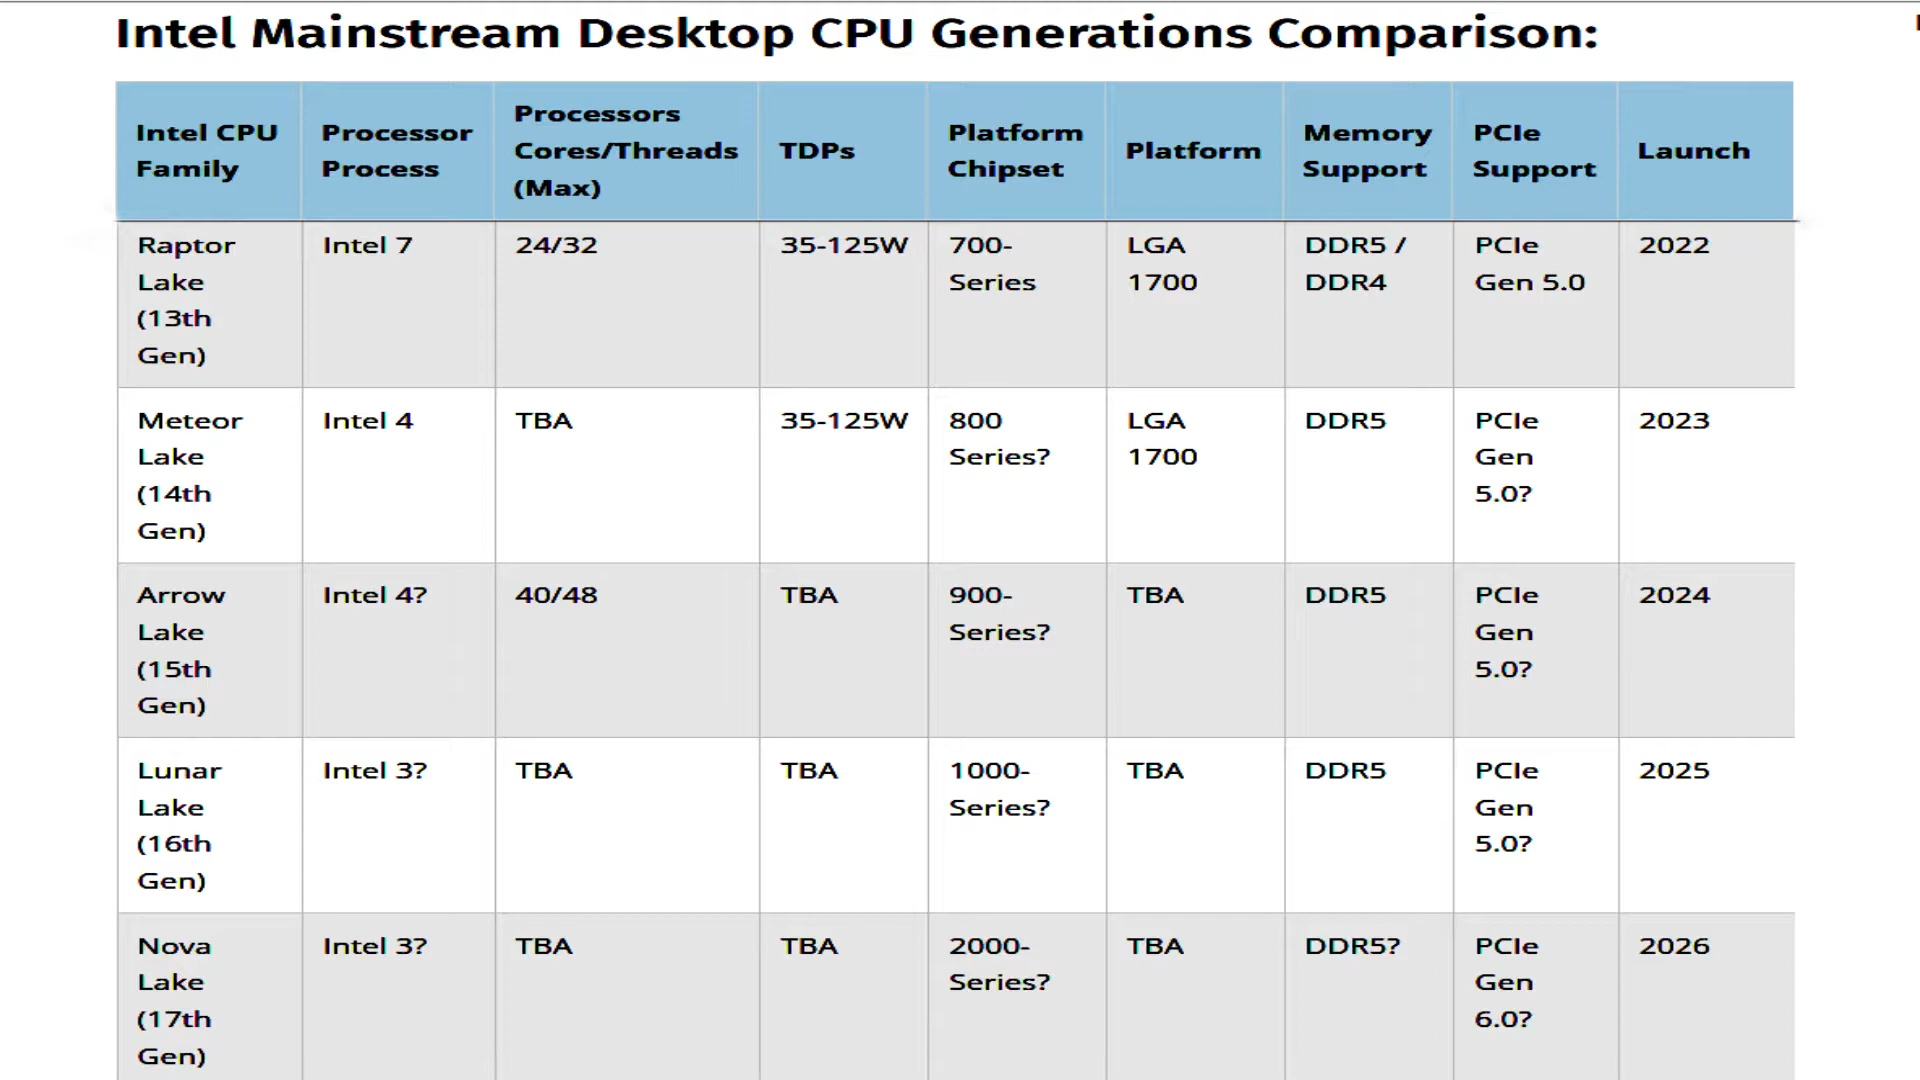 Intel Mainstream Desktop CPU Generations Comparison:
Intel CPU Family | Processor Process | Processors Cores/Threads (Max) | TDPs | Platform Chipset | Platform | Memory Support | PCIe Support | Launch
Raptor Lake (13th Gen) | Intel 7 | 24/32 | 35-125W | 700-Series | LGA 1700 | DDR5 / DDR4 | PCIe Gen 5.0 | 2022
Meteor Lake (14th Gen) | Intel 4 | TBA | 35-125W | 800 Series? | LGA 1700 | DDR5 | PCIe Gen 5.0? | 2023
Arrow Lake (15th Gen) | Intel 4? | 40/48 | TBA | 900-Series? | TBA | DDR5 | PCIe Gen 5.0? | 2024
Lunar Lake (16th Gen) | Intel 3? | TBA | TBA | 1000-Series? | TBA | DDR5 | PCIe Gen 5.0? | 2025
Nova Lake (17th Gen) | Intel 3? | TBA | TBA | 2000-Series? | TBA | DDR5? | PCIe Gen 6.0? | 2026